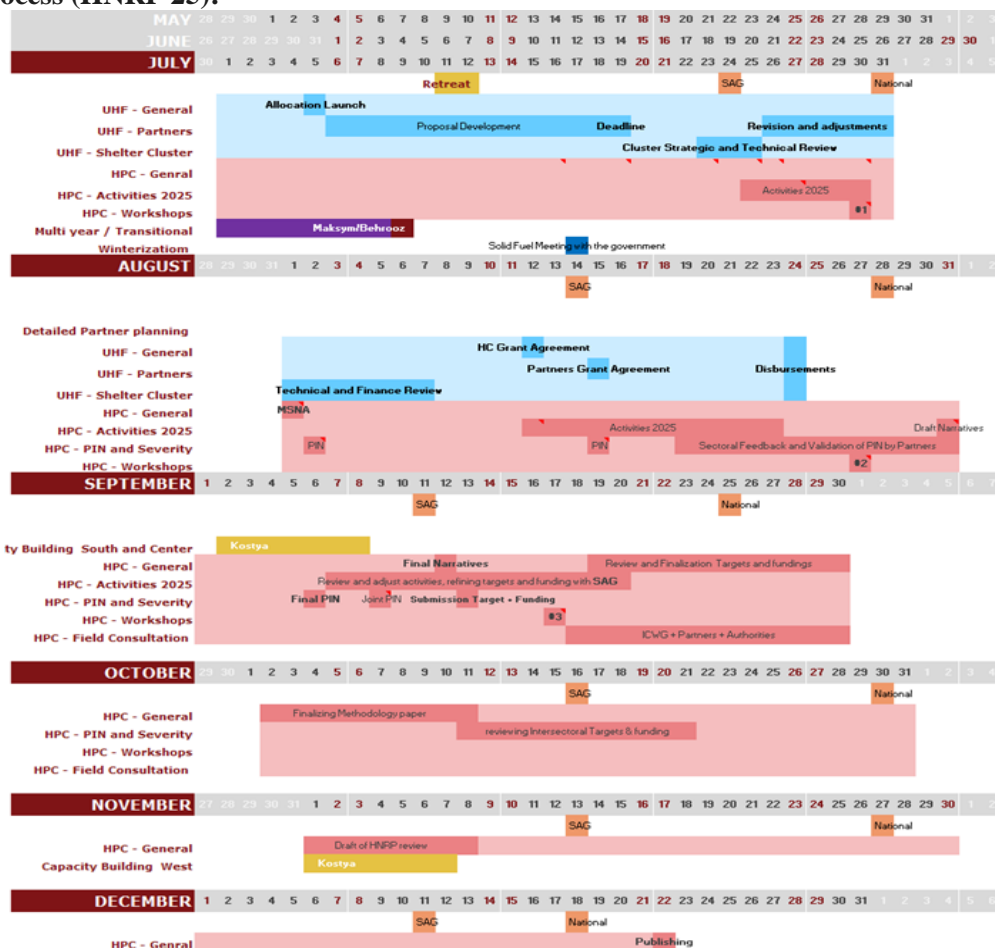 ocess (HNRP 25):
MAY 28 29 30 1 2 3 4 5 6 7 8 9 10 11 12 13 14 15 16 17 18 19 20 21 22 23 24 25 26 27 28 29 30 31 1 2 3
JUNE 26 27 28 29 30 31 1 2 3 4 5 6 7 8 9 10 11 12 13 14 15 16 17 18 19 20 21 22 23 24 25 26 27 28 29 30 1
JULY 30 1 2 3 4 5 6 7 8 9 10 11 12 13 14 15 16 17 18 19 20 21 22 23 24 25 26 27 28 29 30 31 1 2 3 4 5
Retreat SAG National
UHF - General Allocation Launch
UHF - Partners Proposal Development Deadline Revision and adjustments
UHF - Shelter Cluster Cluster Strategic and Technical Review
HPC - Genral
HPC - Activities 2025 Activities 2025
HPC - Workshops #1
Multi year / Transitional Maksym/Behrooz
Winterizatiom Solid Fuel Meeting with the government
AUGUST 28 29 30 31 1 2 3 4 5 6 7 8 9 10 11 12 13 14 15 16 17 18 19 20 21 22 23 24 25 26 27 28 29 30 31 1 2
SAG National
Detailed Partner planning
UHF - General HC Grant Agreement
UHF - Partners Partners Grant Agreement Disbursements
UHF - Shelter Cluster Technical and Finance Review
HPC - General MSNA
HPC - Activities 2025 Activities 2025 Draft Narratives
HPC - PIN and Severity PIN PIN Sectoral Feedback and Validation of PIN by Partners
HPC - Workshops #2
SEPTEMBER 1 2 3 4 5 6 7 8 9 10 11 12 13 14 15 16 17 18 19 20 21 22 23 24 25 26 27 28 29 30 1 2 3 4 5 6 7
SAG National
ty Building South and Center Kostya
HPC - General Final Narratives Review and Finalization Targets and fundings
HPC - Activities 2025 Review and adjust activities, refining targets and funding with SAG
HPC - PIN and Severity Final PIN Joint PIN Submission Target + Funding
HPC - Workshops #3
HPC - Field Consultation ICWG + Partners + Authorities
OCTOBER 29 30 1 2 3 4 5 6 7 8 9 10 11 12 13 14 15 16 17 18 19 20 21 22 23 24 25 26 27 28 29 30 31 1 2 3 4
SAG National
HPC - General Finalizing Methodology paper
HPC - PIN and Severity reviewing Intersectoral Targets & funding
HPC - Workshops
HPC - Field Consultation
NOVEMBER 27 28 29 30 31 1 2 3 4 5 6 7 8 9 10 11 12 13 14 15 16 17 18 19 20 21 22 23 24 25 26 27 28 29 30 1 2
SAG National
HPC - General Draft of HNRP review
Capacity Building West Kostya
DECEMBER 1 2 3 4 5 6 7 8 9 10 11 12 13 14 15 16 17 18 19 20 21 22 23 24 25 26 27 28 29 30 31 1 2 3 4 5 6
SAG National
HPC - Genral Publishing